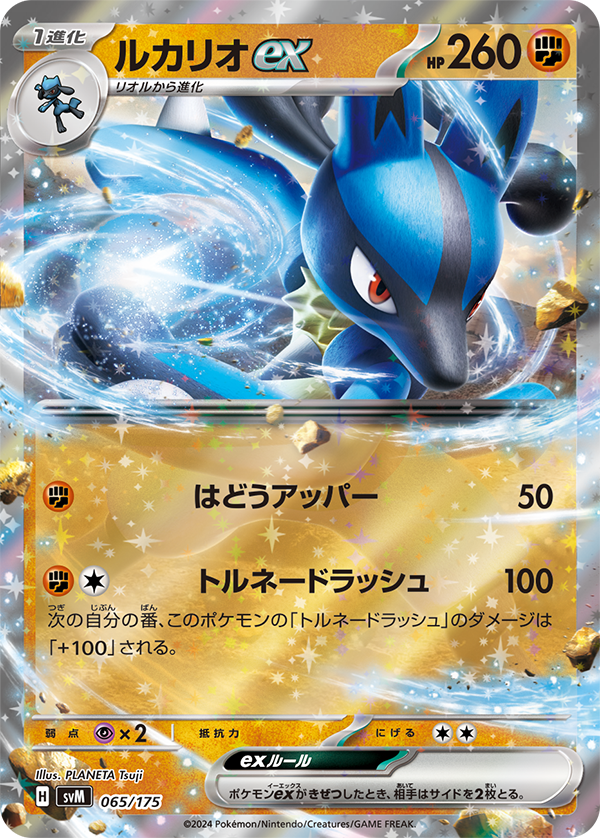 1進化
ルカリオex
HP260
リオルから進化
はどうアッパー 50
トルネードラッシュ 100
次の自分の番、このポケモンの「トルネードラッシュ」のダメージは
「+100」される。
弱点 ×2 抵抗力 にげる
exルール
ポケモンexがきぜつしたとき、相手はサイドを2枚とる。
Illus. PLANETA Tsuji
H svM 065/175
©2024 Pokémon/Nintendo/Creatures/GAME FREAK.